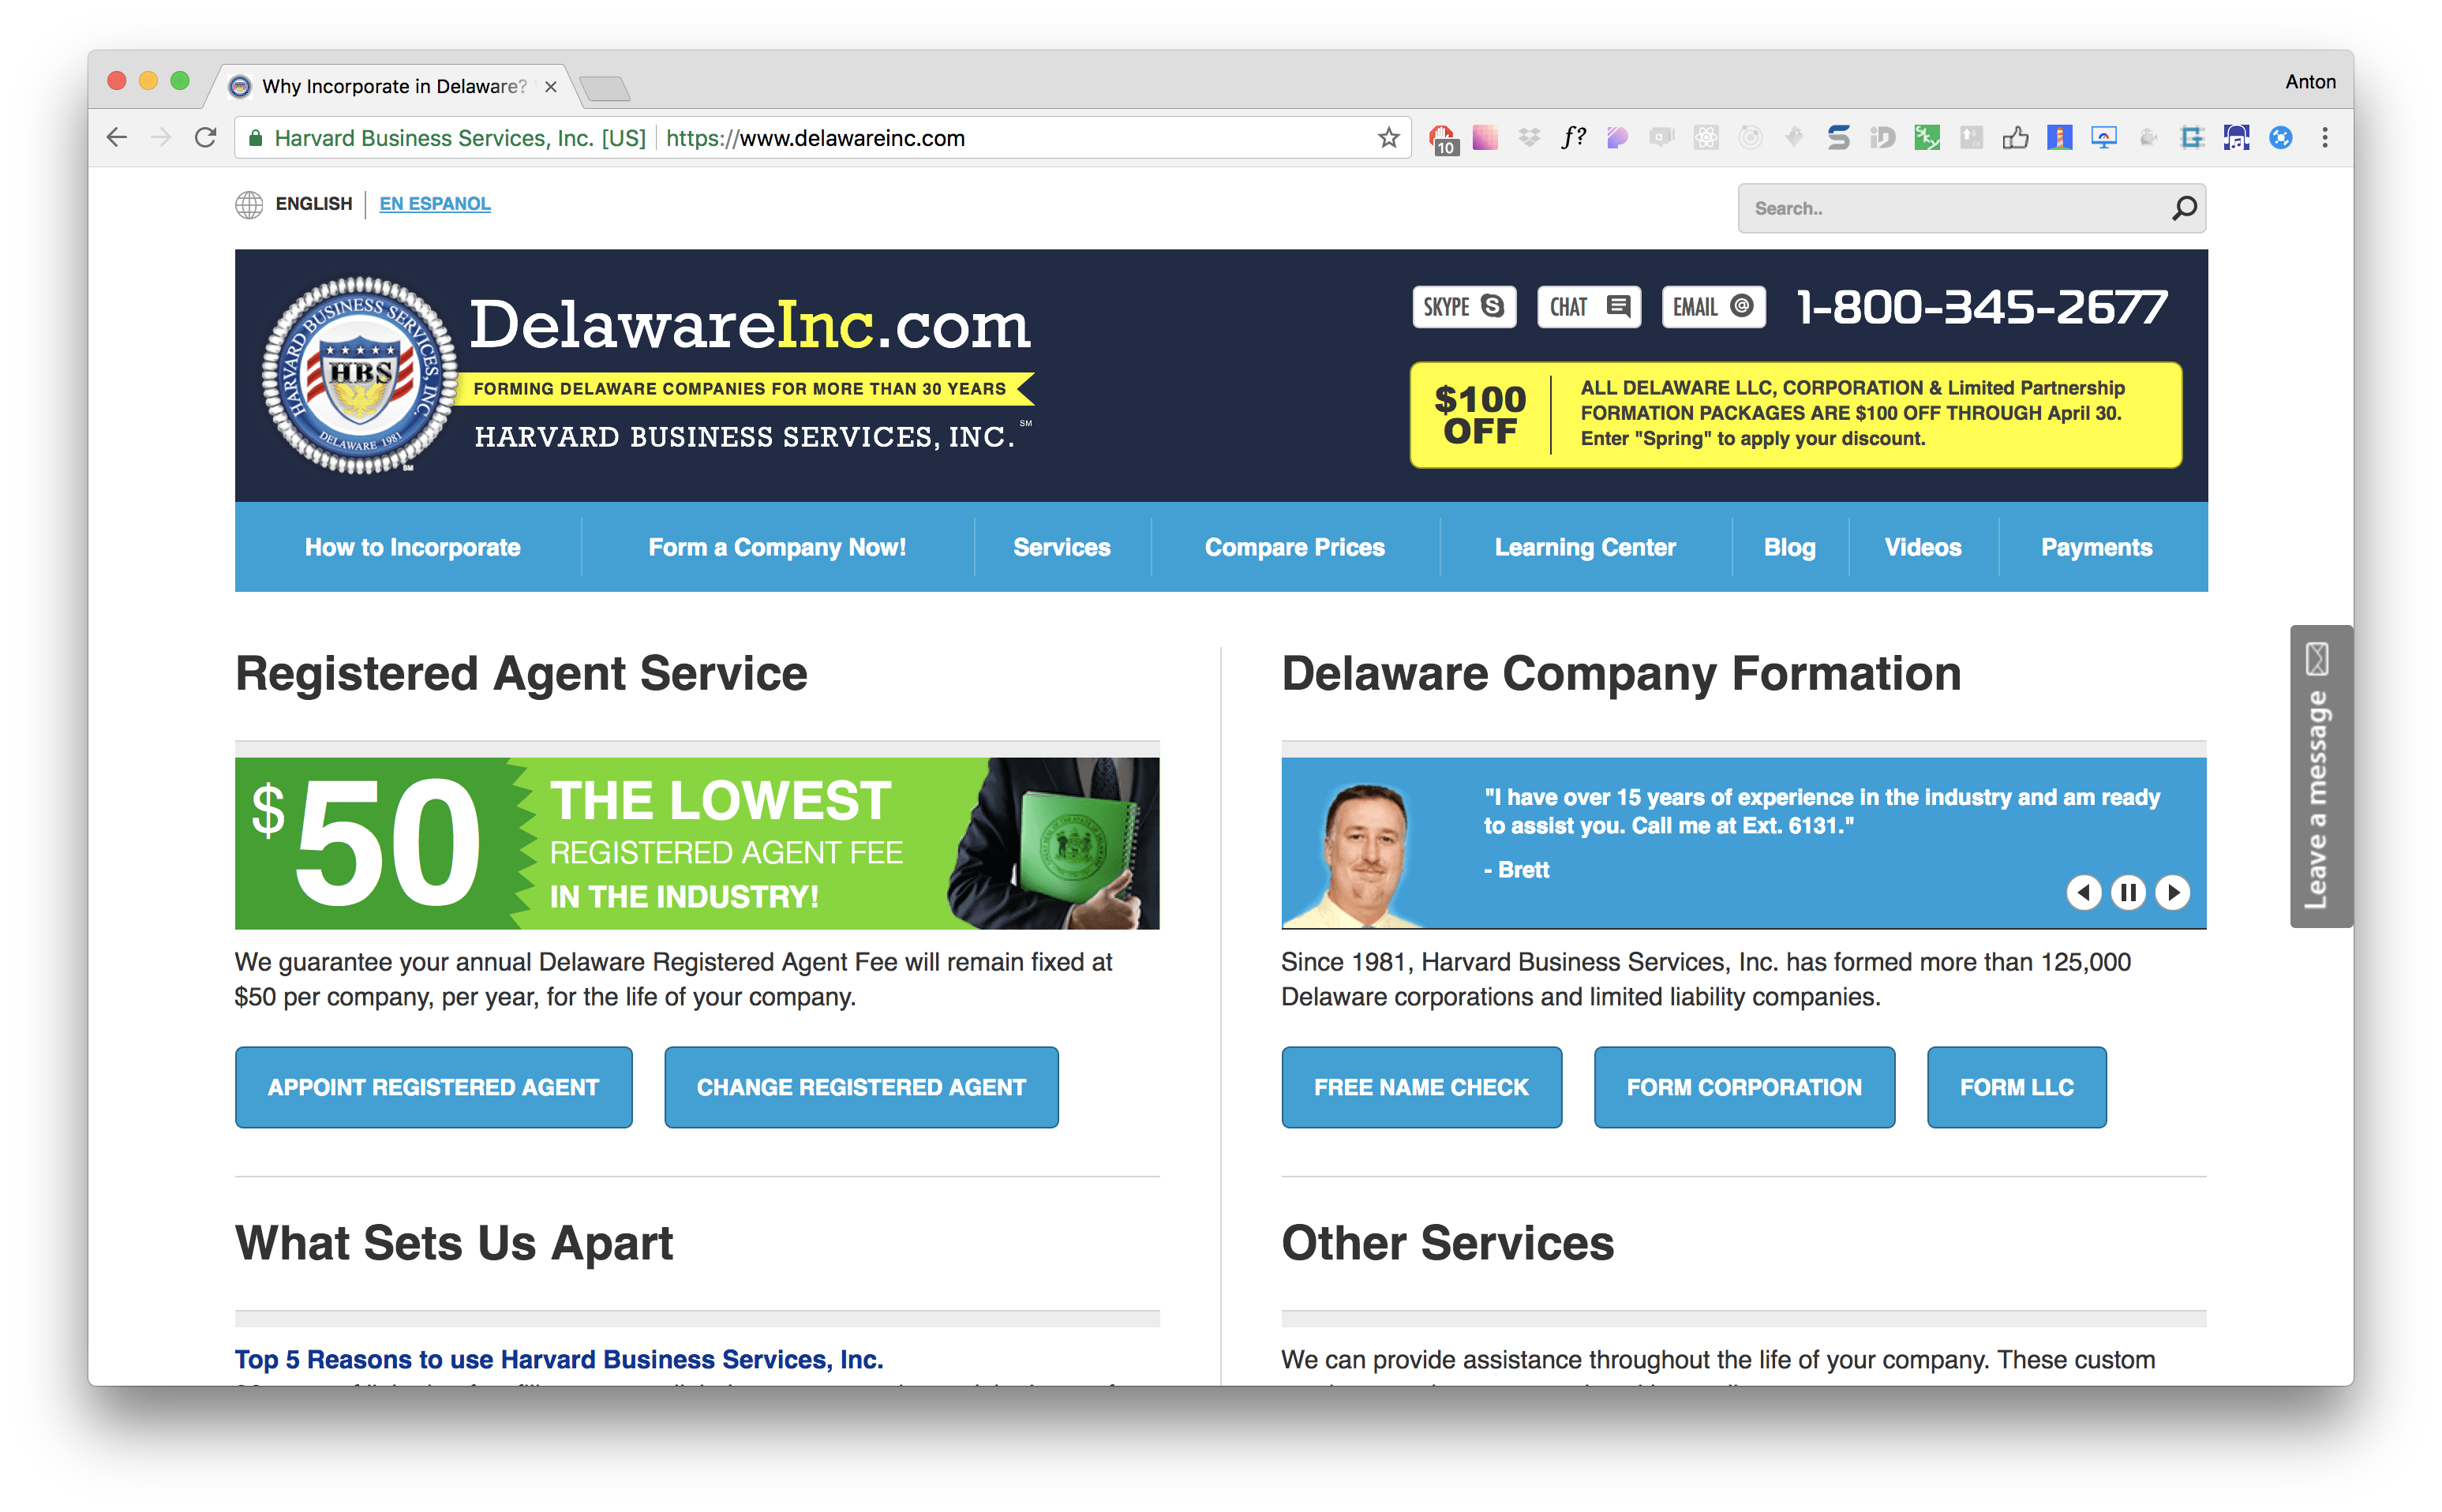 Why Incorporate in Delaware?
Anton
Harvard Business Services, Inc. [US] https://www.delawareinc.com
10
ENGLISH EN ESPANOL
Search..
HARVARD BUSINESS SERVICES, INC.
HBS
DELAWARE 1981
SM
DelawareInc.com
FORMING DELAWARE COMPANIES FOR MORE THAN 30 YEARS
HARVARD BUSINESS SERVICES, INC. SM
SKYPE CHAT EMAIL 1-800-345-2677
$100
OFF
ALL DELAWARE LLC, CORPORATION & Limited Partnership
FORMATION PACKAGES ARE $100 OFF THROUGH April 30.
Enter "Spring" to apply your discount.
How to Incorporate Form a Company Now! Services Compare Prices Learning Center Blog Videos Payments
Registered Agent Service
$50
THE LOWEST
REGISTERED AGENT FEE
IN THE INDUSTRY!
We guarantee your annual Delaware Registered Agent Fee will remain fixed at
$50 per company, per year, for the life of your company.
APPOINT REGISTERED AGENT CHANGE REGISTERED AGENT
Delaware Company Formation
"I have over 15 years of experience in the industry and am ready
to assist you. Call me at Ext. 6131."
- Brett
Since 1981, Harvard Business Services, Inc. has formed more than 125,000
Delaware corporations and limited liability companies.
FREE NAME CHECK FORM CORPORATION FORM LLC
Leave a message
What Sets Us Apart
Top 5 Reasons to use Harvard Business Services, Inc.
Other Services
We can provide assistance throughout the life of your company. These custom